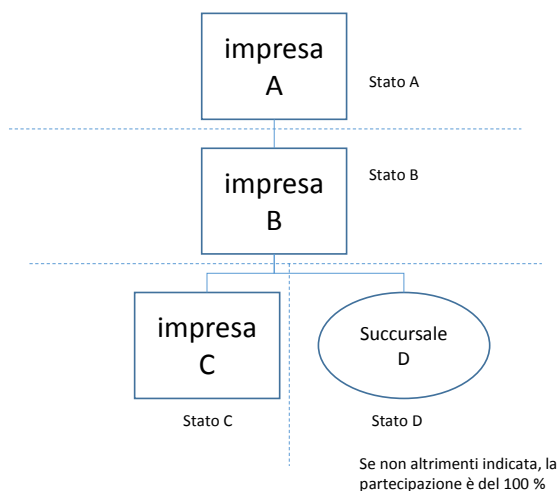 impresa
A
Stato A
impresa
B
Stato B
impresa
C
Succursale
D
Stato C
Stato D
Se non altrimenti indicata, la
partecipazione è del 100 %